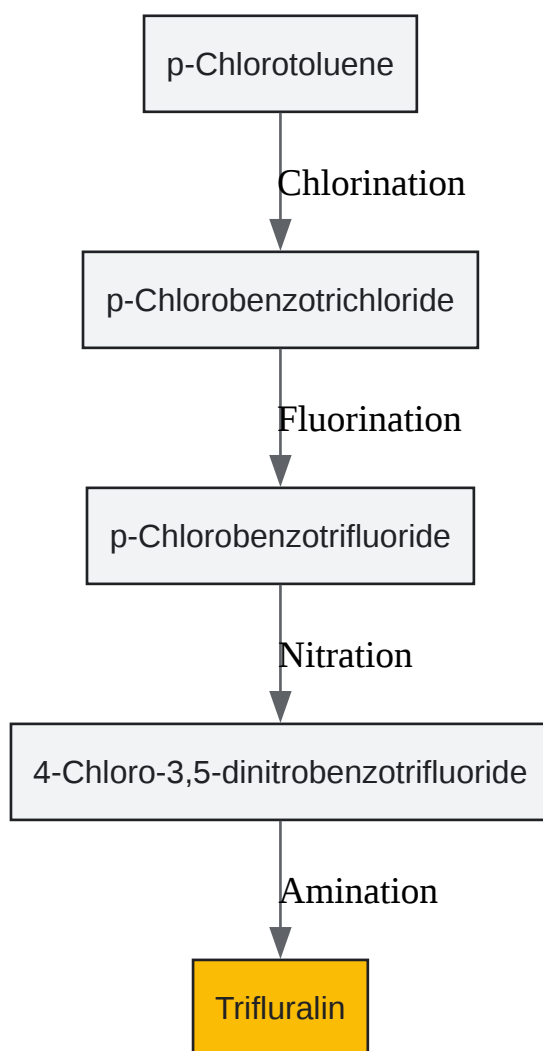 p-Chlorotoluene
Chlorination
p-Chlorobenzotrichloride
Fluorination
p-Chlorobenzotrifluoride
Nitration
4-Chloro-3,5-dinitrobenzotrifluoride
Amination
Trifluralin